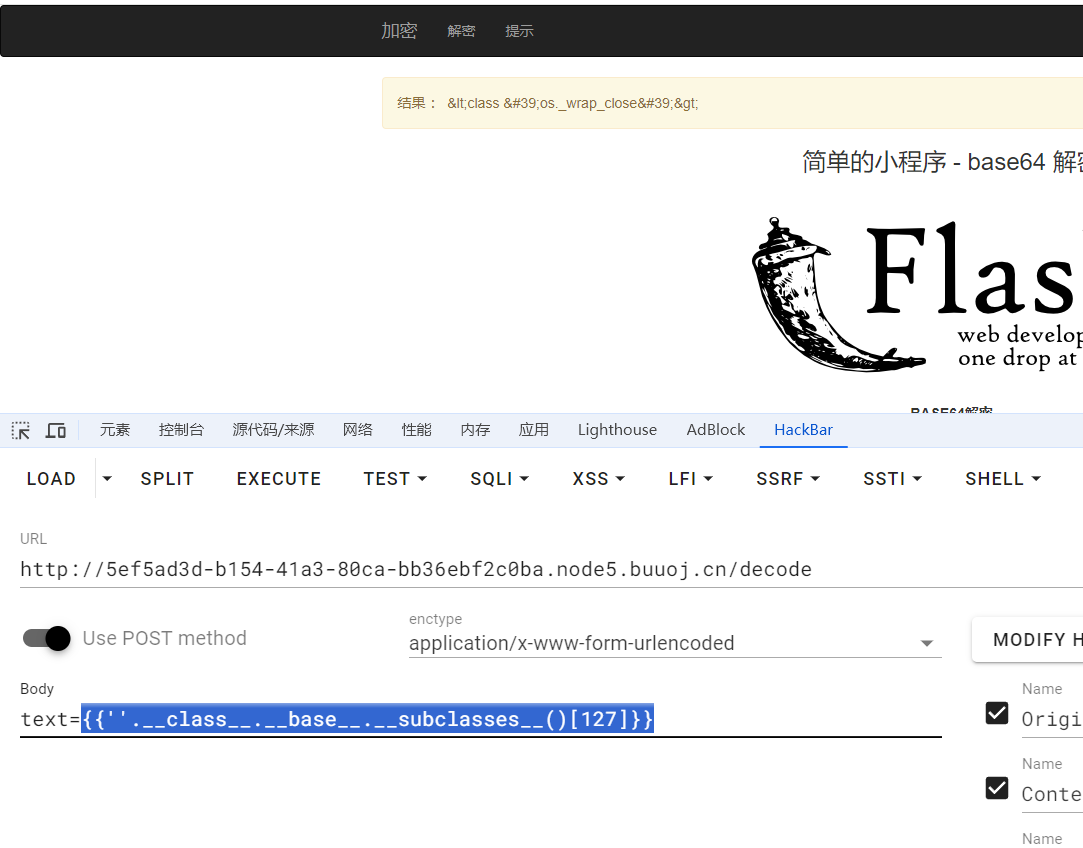 加密 解密 提示
结果： &lt;class &#39;os._wrap_close&#39;&gt;
简单的小程序 - base64 解密
Flas
web develop
one drop at
BASE64解密
元素 控制台 源代码/来源 网络 性能 内存 应用 Lighthouse AdBlock HackBar
LOAD SPLIT EXECUTE TEST SQLI XSS LFI SSRF SSTI SHELL
URL
http://5ef5ad3d-b154-41a3-80ca-bb36ebf2c0ba.node5.buuoj.cn/decode
Use POST method
enctype
application/x-www-form-urlencoded
MODIFY H
Body
text={{''.__class__.__base__.__subclasses__()[127]}}
Name
Origi
Name
Conte
Name